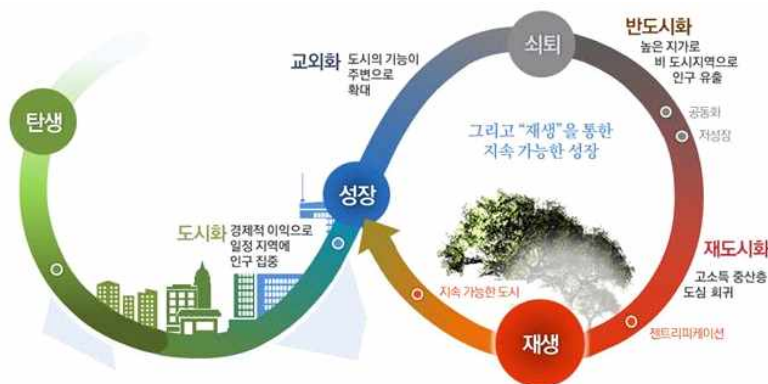 탄생
도시화
경제적 이익으로
일정 지역에
인구 집중
성장
교외화
도시의 기능이
주변으로
확대
쇠퇴
반도시화
높은 지가로
비 도시지역으로
인구 유출
공동화
저성장
그리고 "재생"을 통한
지속 가능한 성장
재도시화
고소득 중산층
도심 회귀
젠트리피케이션
재생
지속 가능한 도시